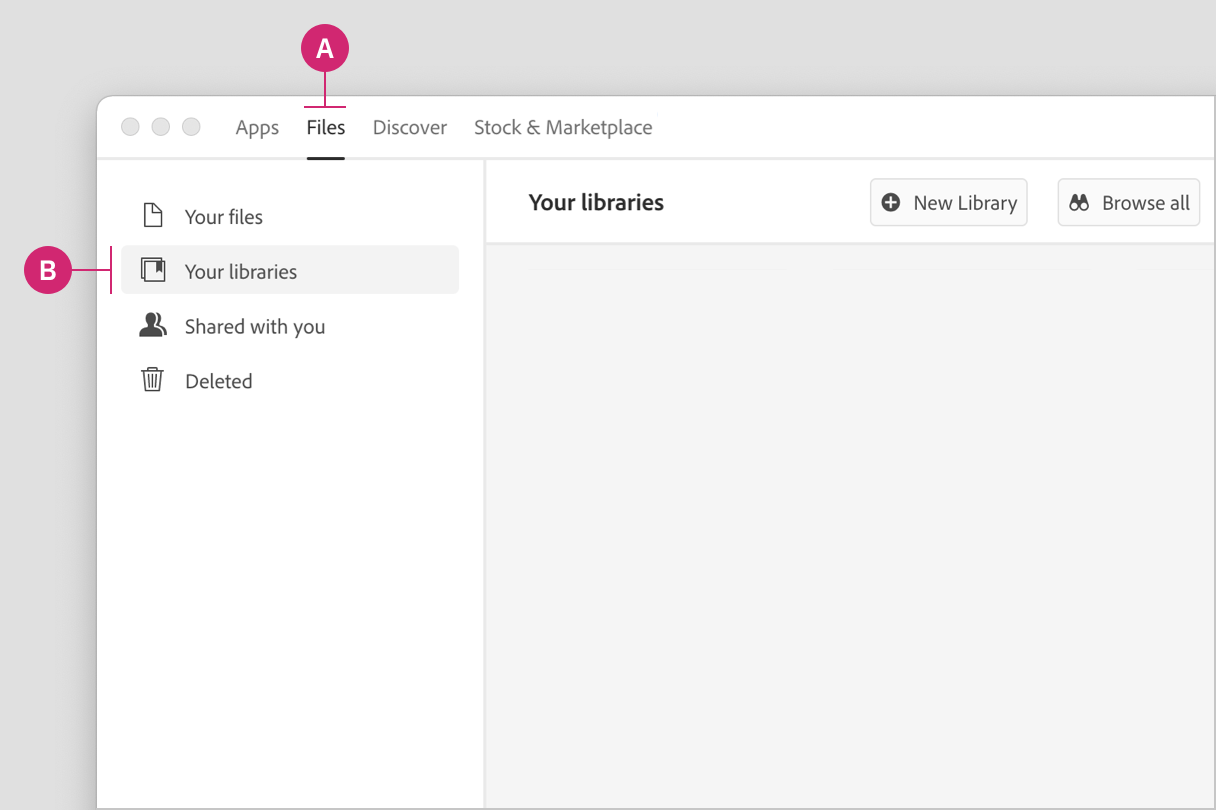 A
Apps Files Discover Stock & Marketplace
Your files
Your libraries New Library Browse all
B Your libraries
Shared with you
Deleted